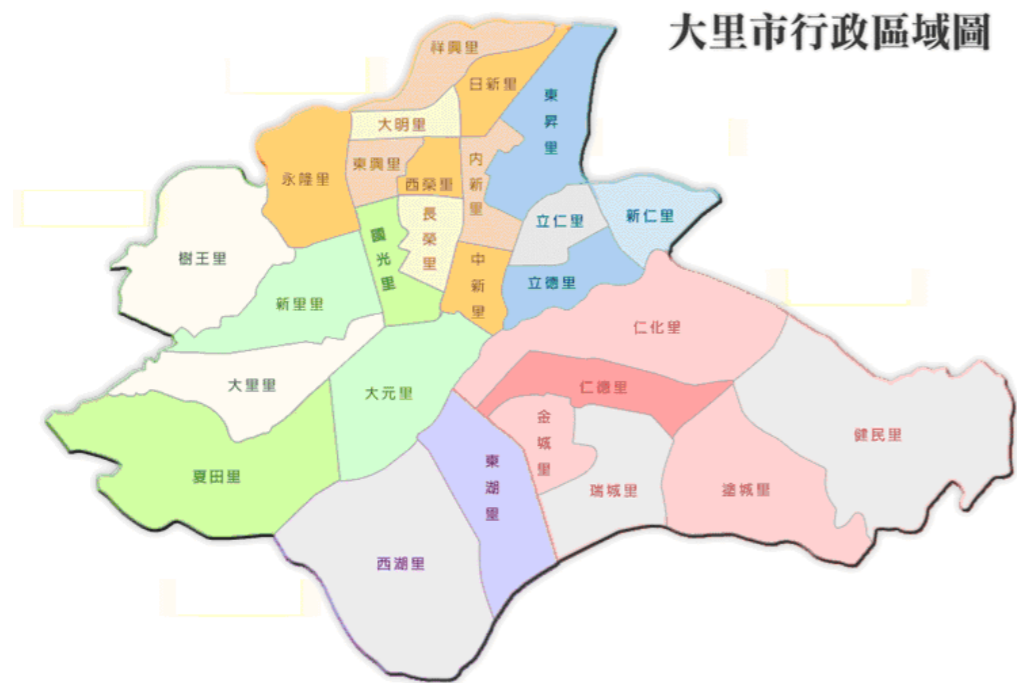 大里市行政區域圖
祥興里
日新里
東昇里
大明里
東興里
西榮里
內新里
永隆里
長榮里
立仁里
新仁里
國光里
樹王里
中新里
立德里
新里里
仁化里
大里里
大元里
仁德里
金城里
健民里
夏田里
東湖里
瑞城里
塗城里
西湖里